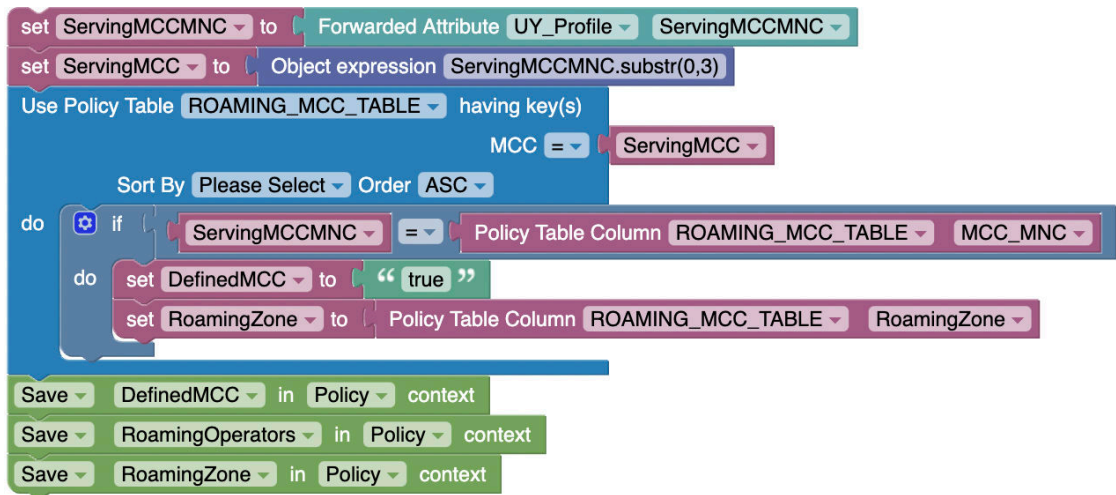 set ServingMCCMNC to Forwarded Attribute UY_Profile ServingMCCMNC
set ServingMCC to Object expression ServingMCCMNC.substr(0,3)
Use Policy Table ROAMING_MCC_TABLE having key(s)
MCC = ServingMCC
Sort By Please Select Order ASC
do if ServingMCCMNC = Policy Table Column ROAMING_MCC_TABLE MCC_MNC
do set DefinedMCC to “ true ”
set RoamingZone to Policy Table Column ROAMING_MCC_TABLE RoamingZone
Save DefinedMCC in Policy context
Save RoamingOperators in Policy context
Save RoamingZone in Policy context